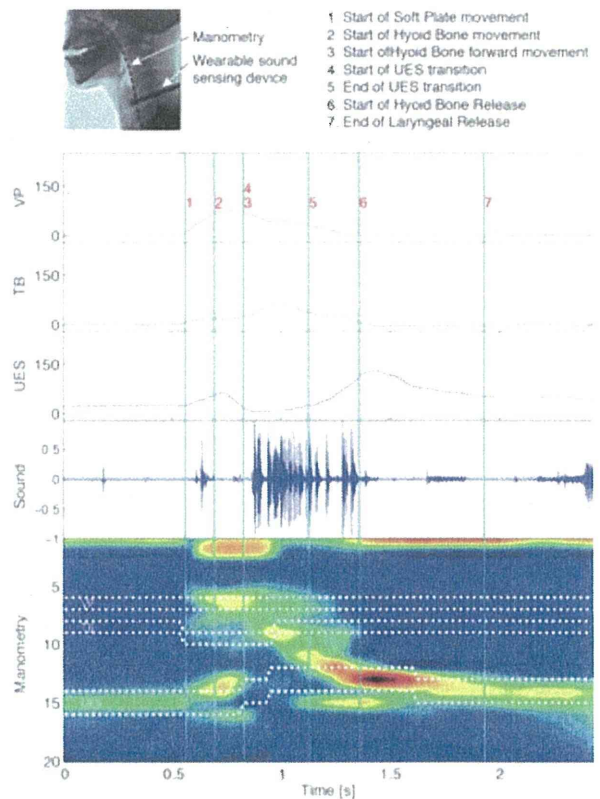 Manometry
Wearable sound
sensing device
1 Start of Soft Plate movement
2 Start of Hyoid Bone movement
3 Start ofHyoid Bone forward movement
4 Start of UES transition
5 End of UES transition
6 Start of Hyoid Bone Release
7 End of Laryngeal Release
VP
150
0
1
2
4
3
5
6
7
TB
150
0
UES
150
0
Sound
0.5
0
-0.5
Manometry
-1
5
10
15
20
0
0.5
1
1.5
2
Time [s]